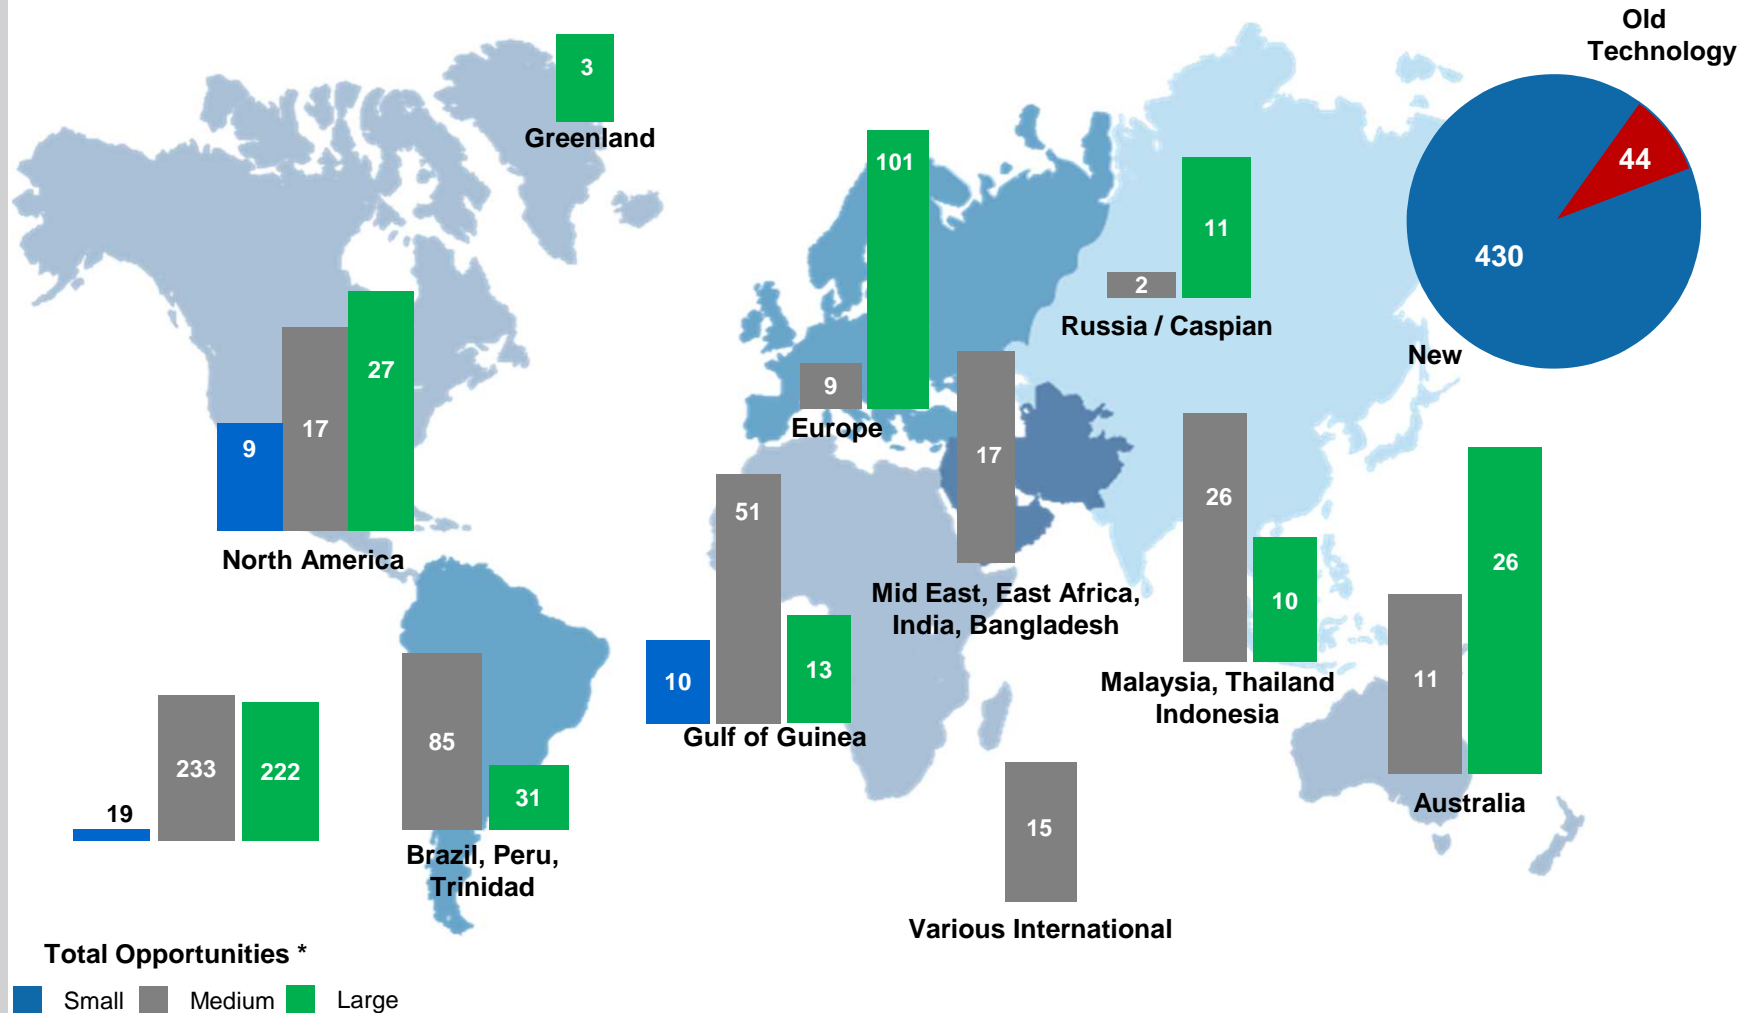 Old
Technology
44
430
New
3
Greenland
101
9
Europe
11
2
Russia / Caspian
27
17
9
North America
17
Mid East, East Africa,
India, Bangladesh
51
10
13
Gulf of Guinea
26
10
Malaysia, Thailand
Indonesia
26
11
Australia
85
31
Brazil, Peru,
Trinidad
15
Various International
19
233
222
Total Opportunities *
Small
Medium
Large